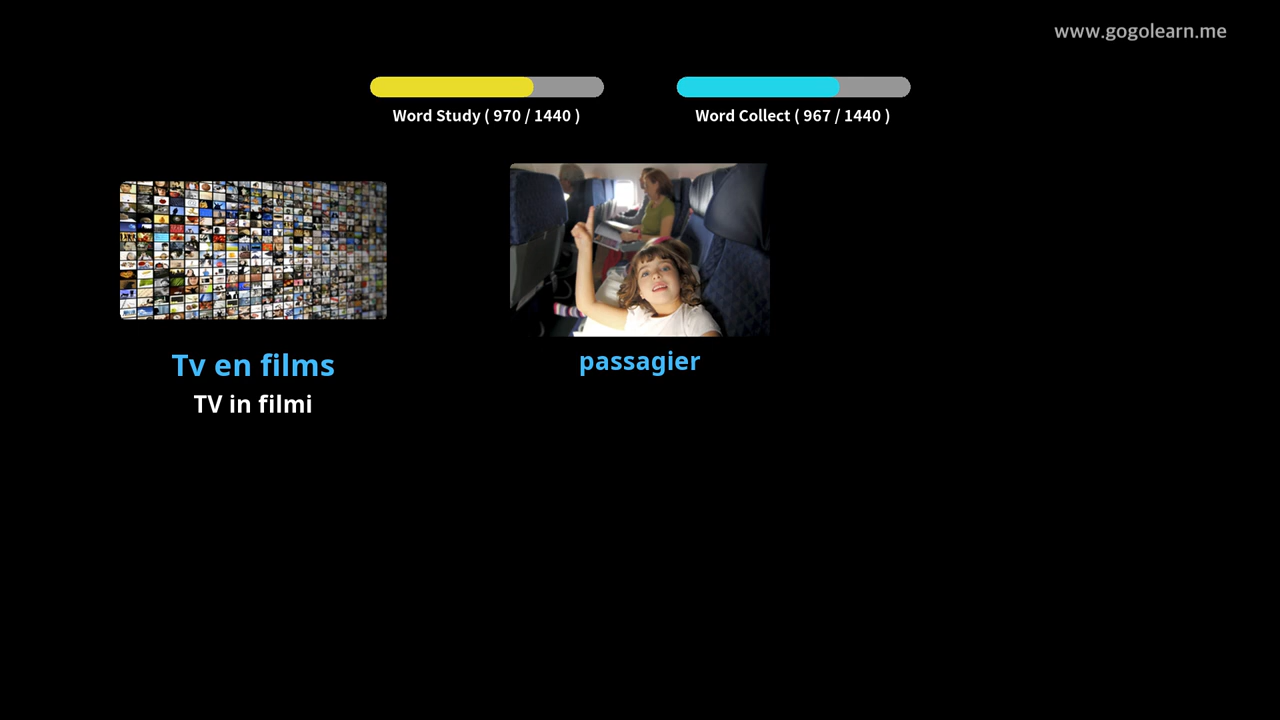 www.gogolearn.me
Word Study ( 970 / 1440 )
Word Collect ( 967 / 1440 )
Tv en films
TV in filmi
passagier